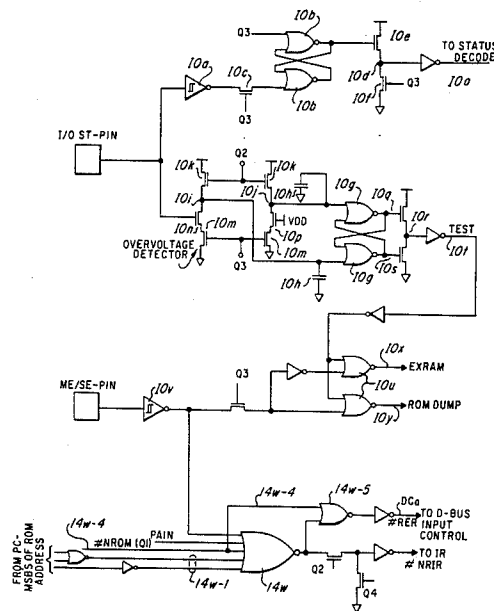 10b
10e
Q3
10a
10c
10d
TO STATUS
DECODE
10o
10b
10f
Q3
Q3
I/O ST-PIN
10k
Q2
10k
10i
10j
10h
10g
10q
10r
10n
10m
VDD
TEST
10p
OVERVOLTAGE
DETECTOR
10m
10g
10s
10t
Q3
10h
10x
EXRAM
ME/SE-PIN
10v
Q3
10u
ROM DUMP
10y
14w-4
14w-5
DCa
#RER
TO D-BUS
INPUT
CONTROL
FROM PC-
MSBS OF ROM
ADDRESS
14w-4
PAIN
#NROM (Q1)
14w-1
14w
Q2
Q4
TO IR
# NRIR